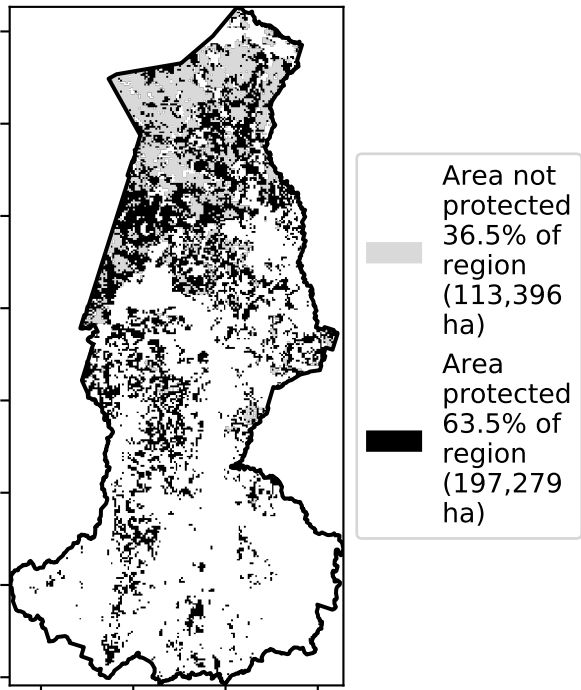 Area not
protected
36.5% of
region
(113,396
ha)
Area
protected
63.5% of
region
(197,279
ha)